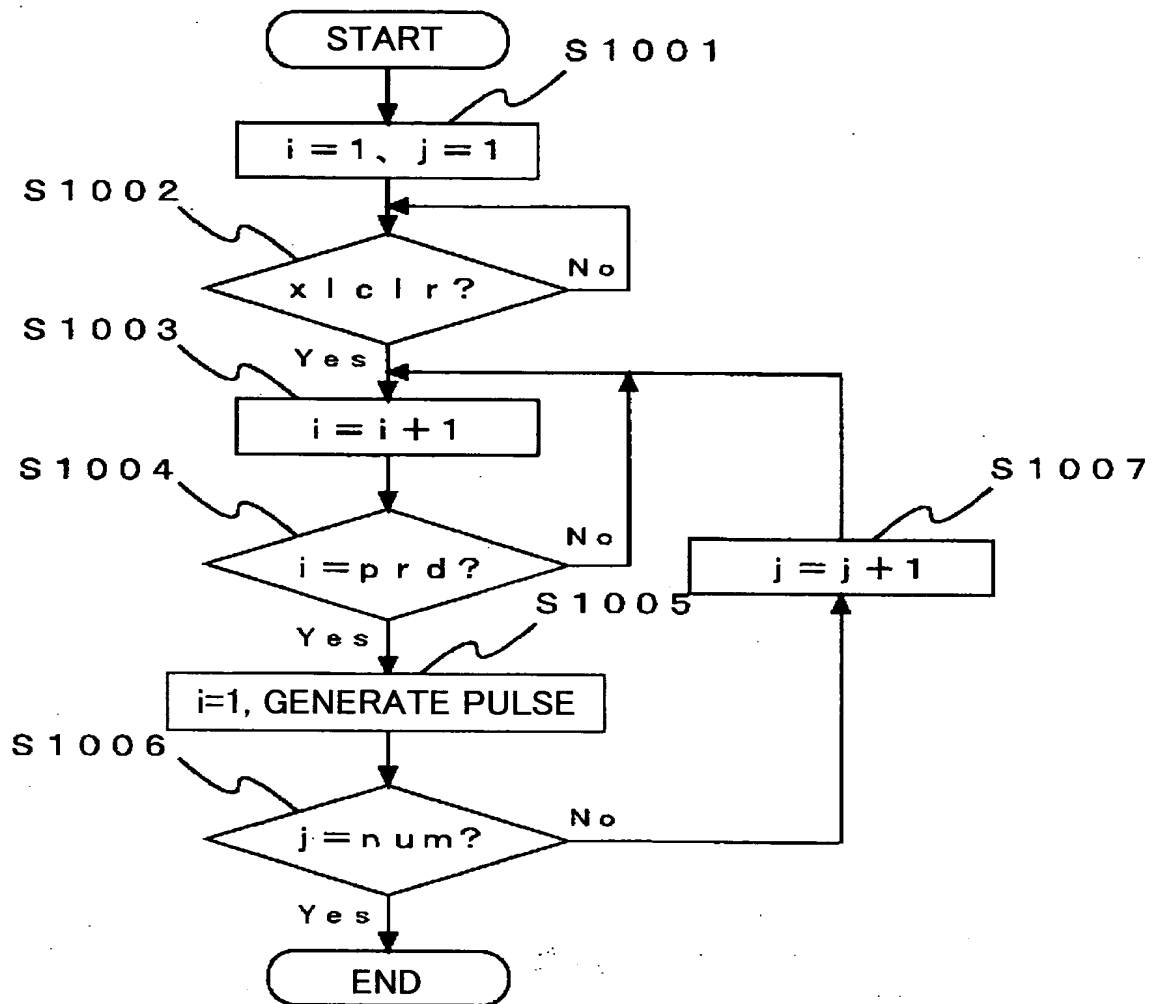 START
S1001
i=1、j=1
S1002
xlclr?
No
S1003
Yes
i=i+1
S1004
S1007
i=prd?
No
j=j+1
S1005
Yes
i=1, GENERATE PULSE
S1006
j=num?
No
Yes
END